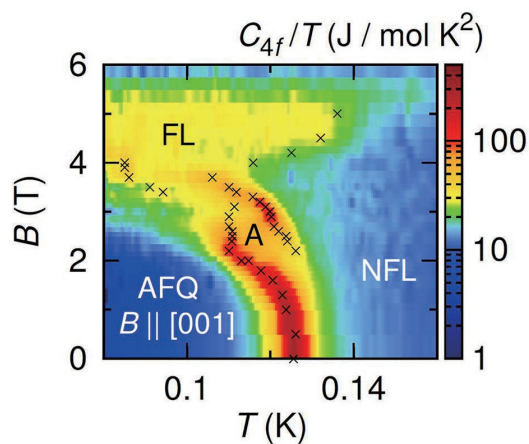 C₄f/T (J / mol K²)
6
FL
4
B (T)
A
2
AFQ
B || [001]
NFL
0
0.1
0.14
T (K)
100
10
1